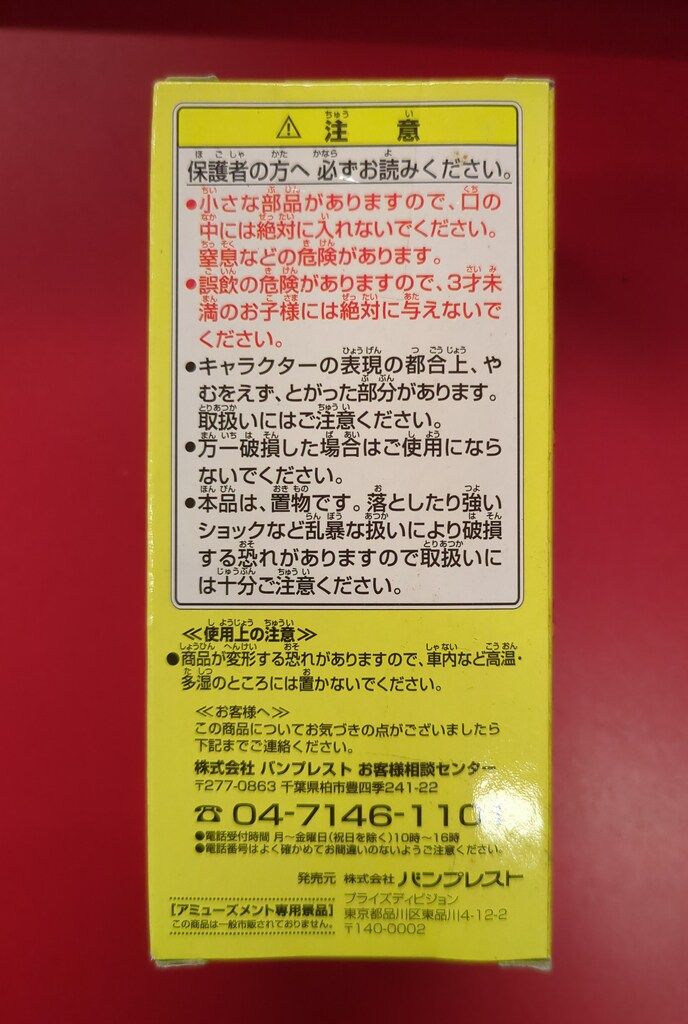 ⚠ 注意
保護者の方へ 必ずお読みください。
●小さな部品がありますので、口の
中には絶対に入れないでください。
窒息などの危険があります。
●誤飲の危険がありますので、3才未
満のお子様には絶対に与えないで
ください。
●キャラクターの表現の都合上、や
むをえず、とがった部分があります。
取扱いにはご注意ください。
●万一破損した場合はご使用になら
ないでください。
●本品は、置物です。落としたり強い
ショックなど乱暴な扱いにより破損
する恐れがありますので取扱いに
は十分ご注意ください。
≪使用上の注意≫
●商品が変形する恐れがありますので、車内など高温・
多湿のところには置かないでください。
≪お客様へ≫
この商品についてお気づきの点がございましたら
下記までご連絡ください。
株式会社 バンプレスト お客様相談センター
〒277-0863 千葉県柏市豊四季241-22
☎ 04-7146-110
●電話受付時間 月〜金曜日(祝日を除く)10時〜16時
●電話番号はよく確かめてお間違いのないようご注意ください。
発売元 株式会社 バンプレスト
プライズディビジョン
東京都品川区東品川4-12-2
〒140-0002
[アミューズメント専用景品]
この商品は一般市販されておりません。